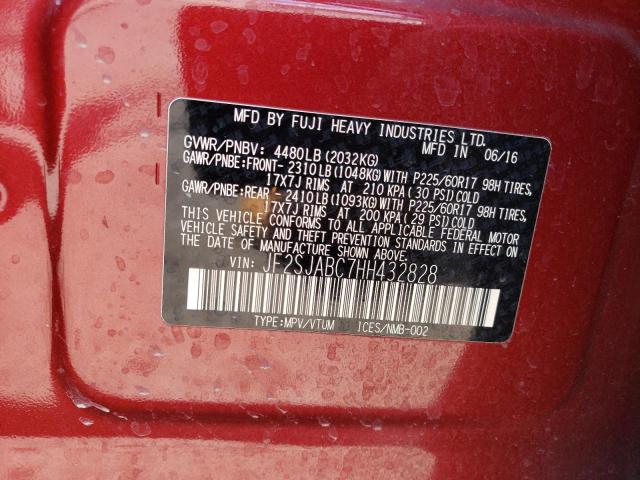 MFD BY FUJI HEAVY INDUSTRIES LTD.
MFD IN 06/16
GVWR/PNBV: 4480LB(2032KG)
GAWR/PNBE:FRONT- 2310LB(1048KG)WITH P225/60R17 98H TIRES,
17X7J RIMS AT 210 KPA( 30 PSI)COLD
GAWR/PNBE:REAR - 2410LB(1093KG)WITH P225/60R17 98H TIRES,
17X7J RIMS AT 200 KPA( 29 PSI)COLD
THIS VEHICLE CONFORMS TO ALL APPLICABLE FEDERAL MOTOR
VEHICLE SAFETY AND THEFT PREVENTION STANDARDS IN EFFECT ON
THE DATE OF MANUFACTURE SHOWN ABOVE.
VIN: JF2SJABC7HH432828
TYPE:MPV/VTUM ICES/NMB-002